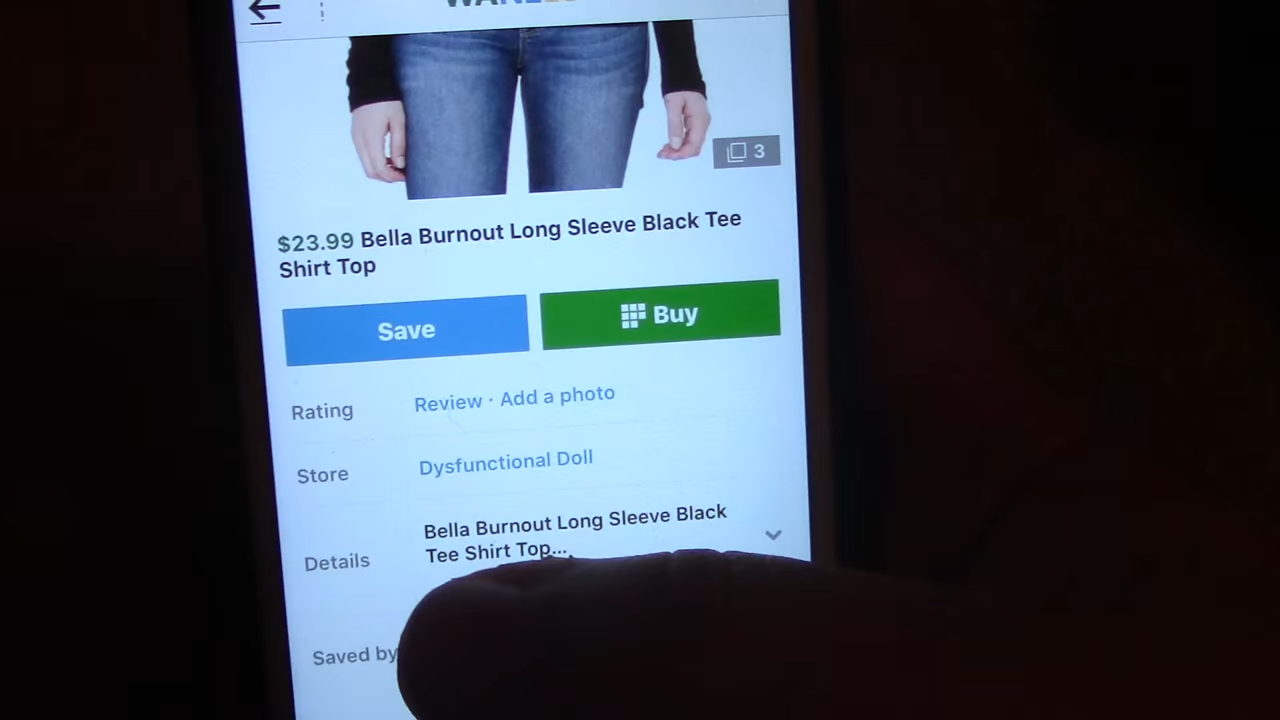 3
$23.99 Bella Burnout Long Sleeve Black Tee
Shirt Top
Save
Buy
Rating
Review · Add a photo
Store
Dysfunctional Doll
Details
Bella Burnout Long Sleeve Black
Tee Shirt Top...
Saved by